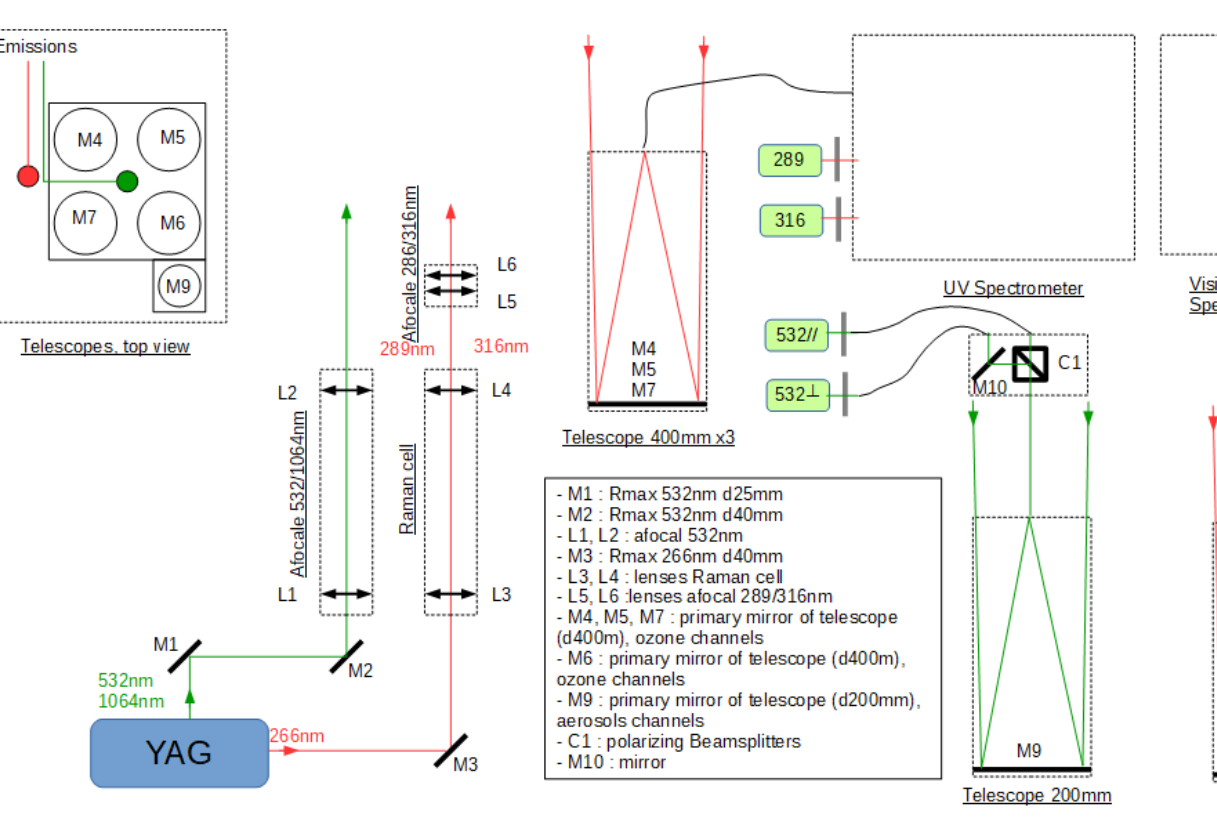 Emissions
M4
M5
M7
M6
M9
Telescopes, top view
Afocale 286/316nm
L6
L5
289nm
316nm
L2
L4
Afocale 532/1064nm
Raman cell
L1
L3
M1
M2
532nm
1064nm
YAG
266nm
M3
M4
M5
M7
Telescope 400mm x3
289
316
UV Spectrometer
532//
532⊥
M10
C1
M9
Telescope 200mm
- M1 : Rmax 532nm d25mm
- M2 : Rmax 532nm d40mm
- L1, L2 : afocal 532nm
- M3 : Rmax 266nm d40mm
- L3, L4 : lenses Raman cell
- L5, L6 :lenses afocal 289/316nm
- M4, M5, M7 : primary mirror of telescope
(d400m), ozone channels
- M6 : primary mirror of telescope (d400m),
ozone channels
- M9 : primary mirror of telescope (d200mm),
aerosols channels
- C1 : polarizing Beamsplitters
- M10 : mirror